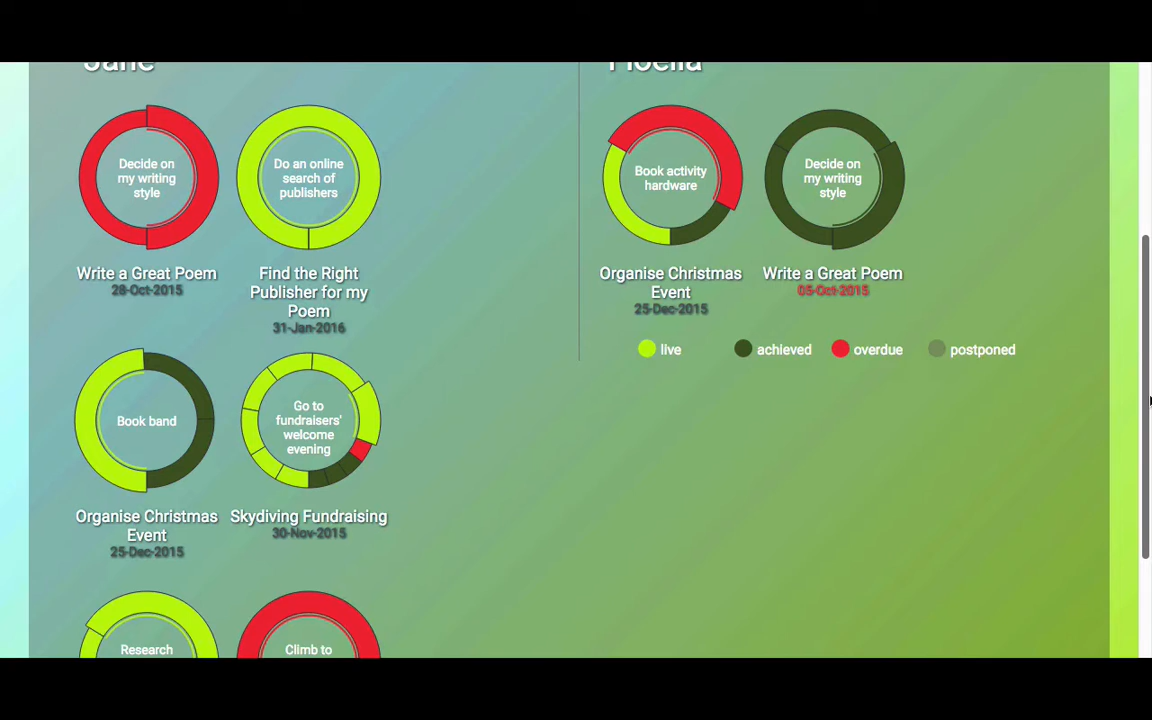 Jane
Decide on
my writing
style
Write a Great Poem
28-Oct-2015
Do an online
search of
publishers
Find the Right
Publisher for my
Poem
31-Jan-2016
Book band
Organise Christmas
Event
25-Dec-2015
Go to
fundraisers'
welcome
evening
Skydiving Fundraising
30-Nov-2015
Research
Climb to
Book activity
hardware
Organise Christmas
Event
25-Dec-2015
Decide on
my writing
style
Write a Great Poem
05-Oct-2015
live
achieved
overdue
postponed